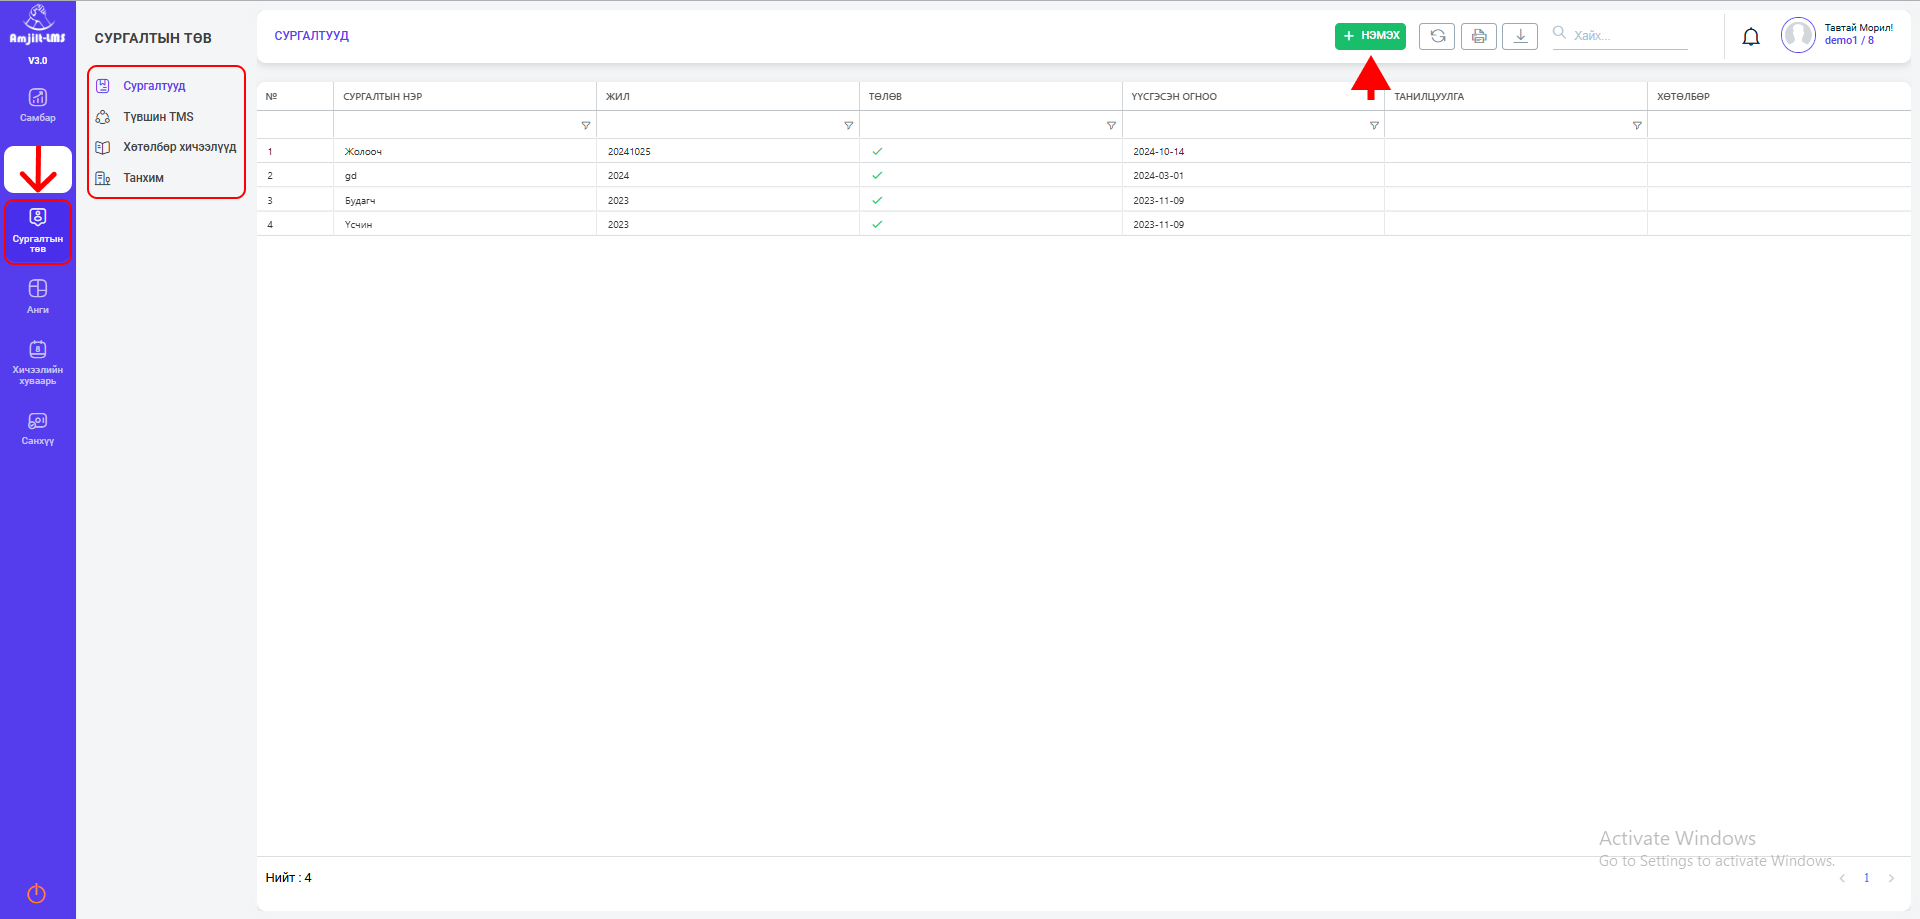 Amjilt-LMS
V3.0
Самбар
Сургалтын
төв
Анги
8
Хичээлийн
хуваарь
Санхүү
СУРГАЛТЫН ТӨВ
Сургалтууд
Түвшин TMS
Хөтөлбөр хичээлүүд
Танхим
СУРГАЛТУУД
+ НЭМЭХ
Хайх...
Тавтай Морил!
demo1 / 8
№ СУРГАЛТЫН НЭР ЖИЛ ТӨЛӨВ ҮҮСГЭСЭН ОГНОО ТАНИЛЦУУЛГА ХӨТӨЛБӨР
1 Жолооч 20241025 2024-10-14
2 gd 2024 2024-03-01
3 Будагч 2023 2023-11-09
4 Үсчин 2023 2023-11-09
Activate Windows
Go to Settings to activate Windows.
Нийт : 4
1